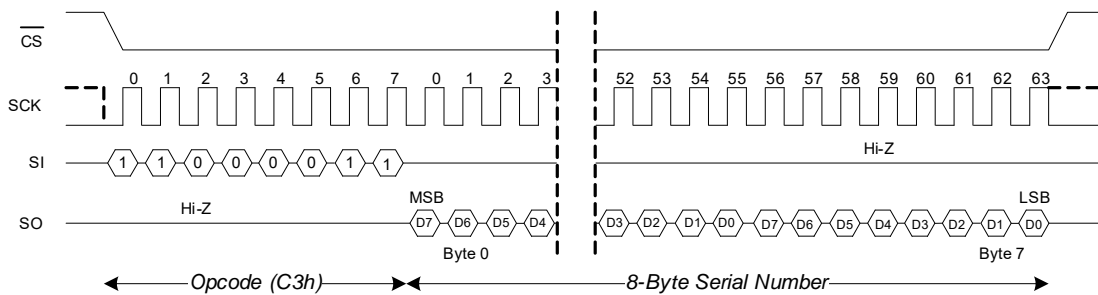 CS
0 1 2 3 4 5 6 7 0 1 2 3 52 53 54 55 56 57 58 59 60 61 62 63
SCK
Hi-Z
SI 1 1 0 0 0 0 1 1
MSB LSB
Hi-Z
SO D7 D6 D5 D4 D3 D2 D1 D0 D7 D6 D5 D4 D3 D2 D1 D0
Byte 0 Byte 7
Opcode (C3h) 8-Byte Serial Number